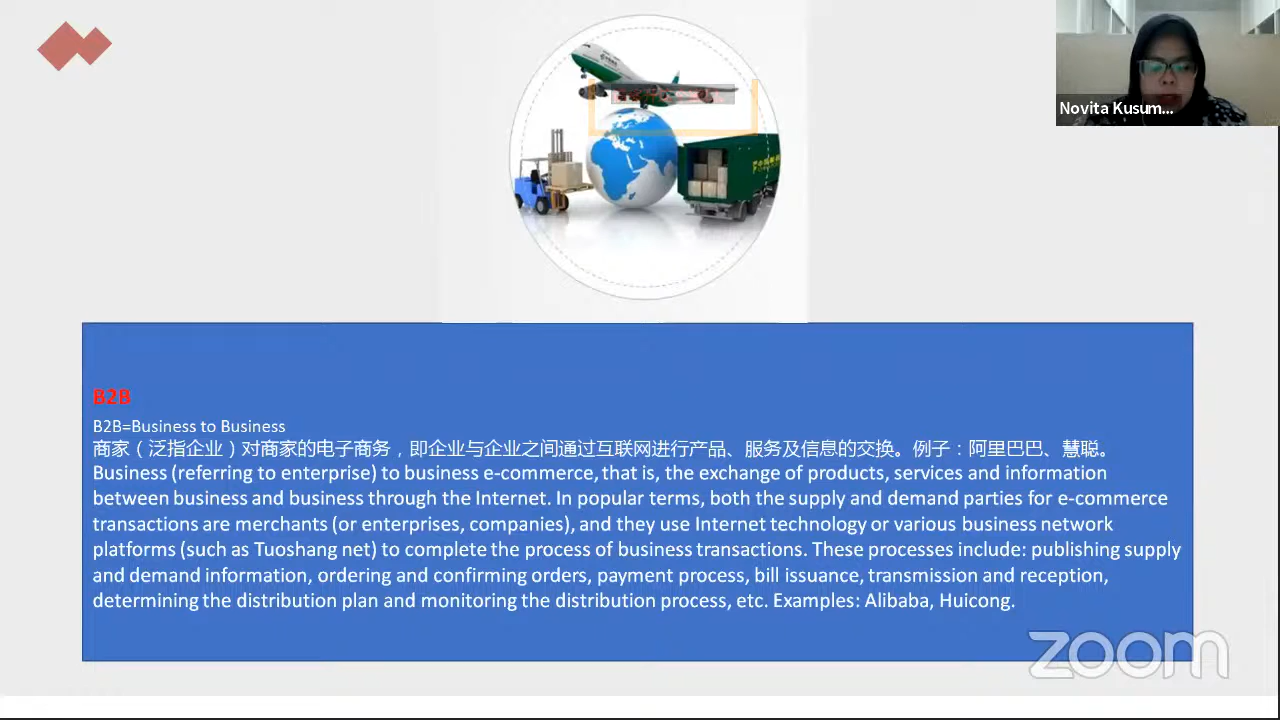 Novita Kusum...
B2B
B2B=Business to Business
商家（泛指企业）对商家的电子商务，即企业与企业之间通过互联网进行产品、服务及信息的交换。例子：阿里巴巴、慧聪。
Business (referring to enterprise) to business e-commerce, that is, the exchange of products, services and information
between business and business through the Internet. In popular terms, both the supply and demand parties for e-commerce
transactions are merchants (or enterprises, companies), and they use Internet technology or various business network
platforms (such as Tuoshang net) to complete the process of business transactions. These processes include: publishing supply
and demand information, ordering and confirming orders, payment process, bill issuance, transmission and reception,
determining the distribution plan and monitoring the distribution process, etc. Examples: Alibaba, Huicong.
zoom